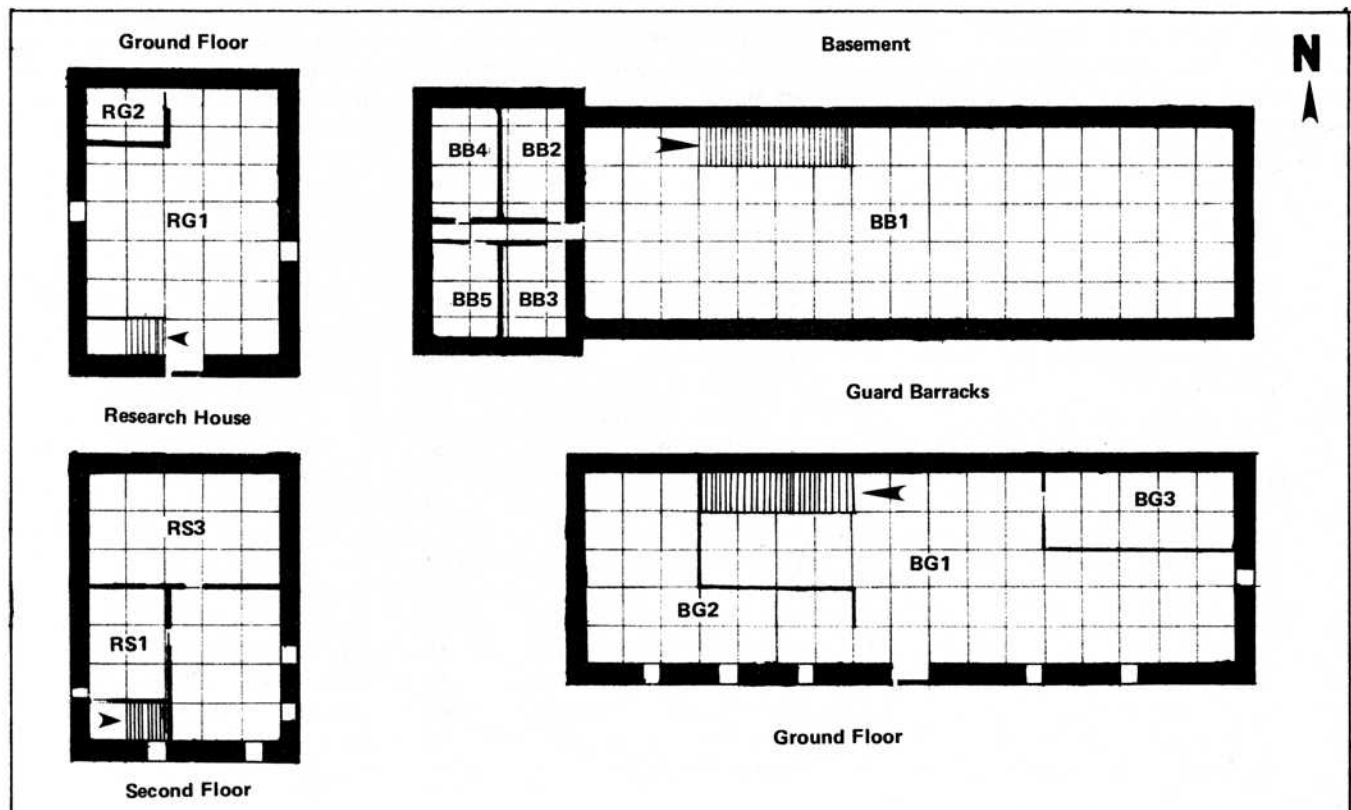 Ground Floor
Basement
N
RG2
BB4
BB2
RG1
BB1
BB5
BB3
Research House
Guard Barracks
RS3
BG3
BG1
BG2
RS1
Ground Floor
Second Floor